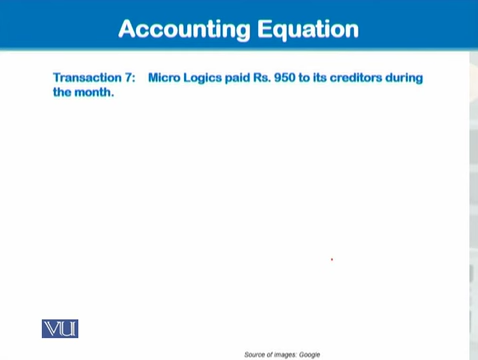 Accounting Equation
Transaction 7: Micro Logics paid Rs. 950 to its creditors during
the month.
VU
Source of images: Google